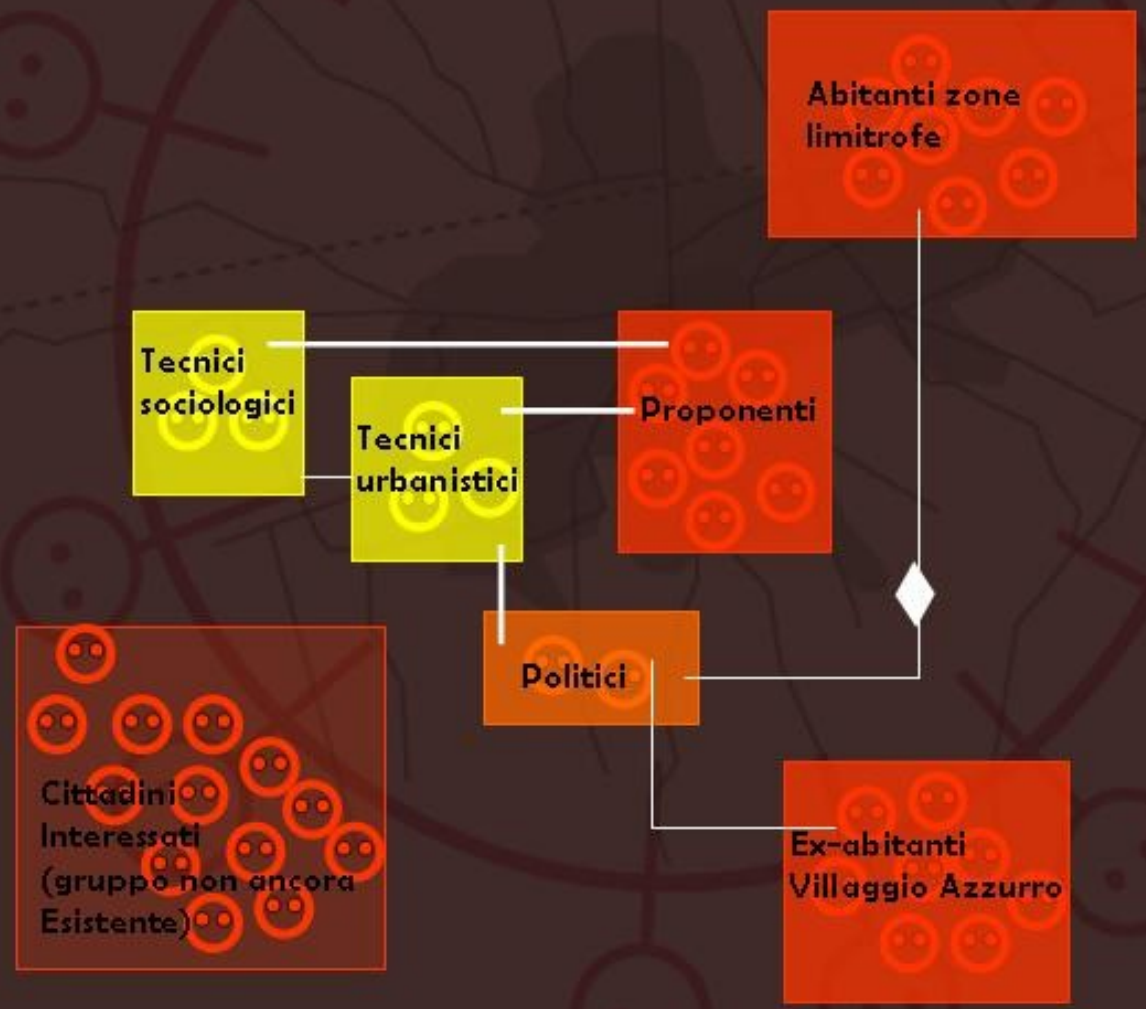 Abitanti zone
limitrofe
Tecnici
sociologici
Tecnici
urbanistici
Proponenti
Politici
Cittadini
Interessati
(gruppo non ancora
Esistente)
Ex-abitanti
Villaggio Azzurro